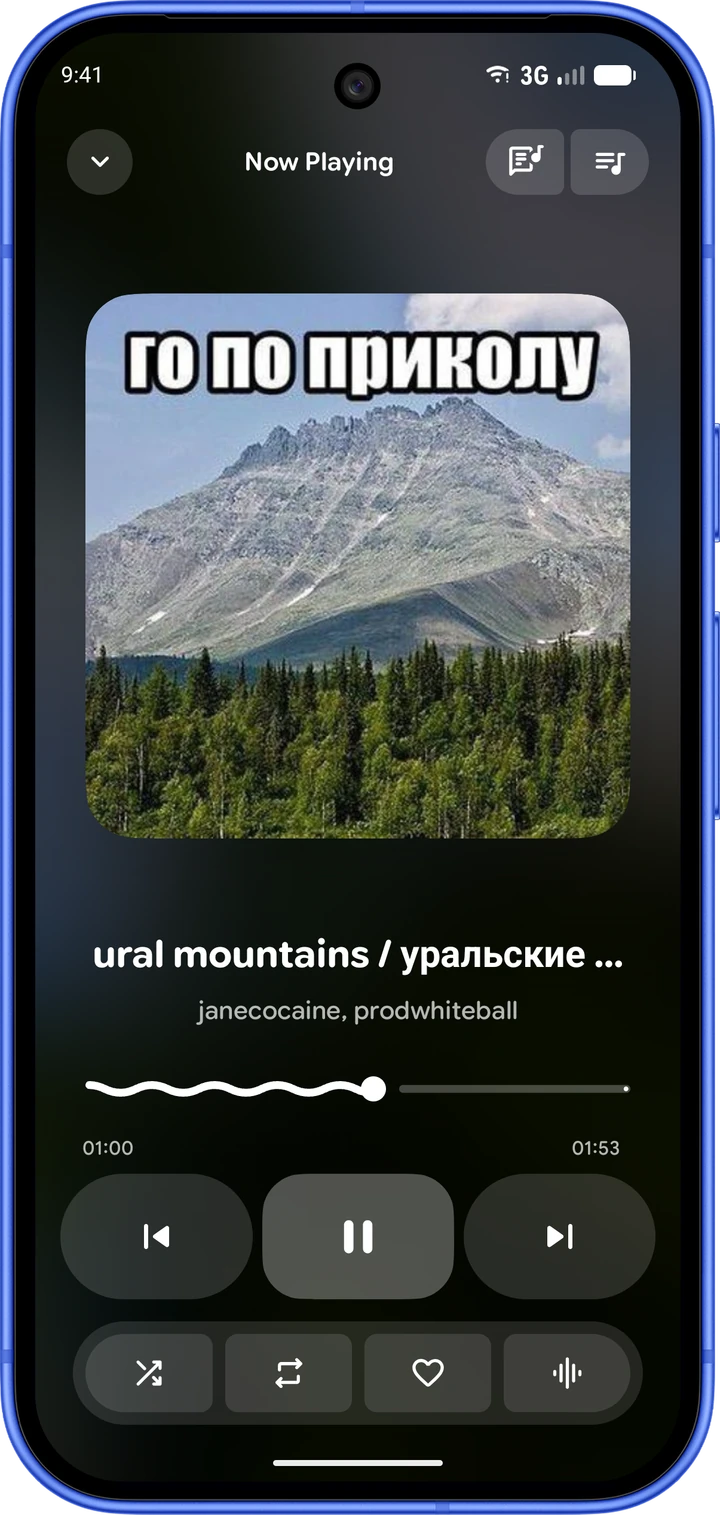 9:41
3G
Now Playing
го по приколу
ural mountains / уральские ...
janecocaine, prodwhiteball
01:00
01:53